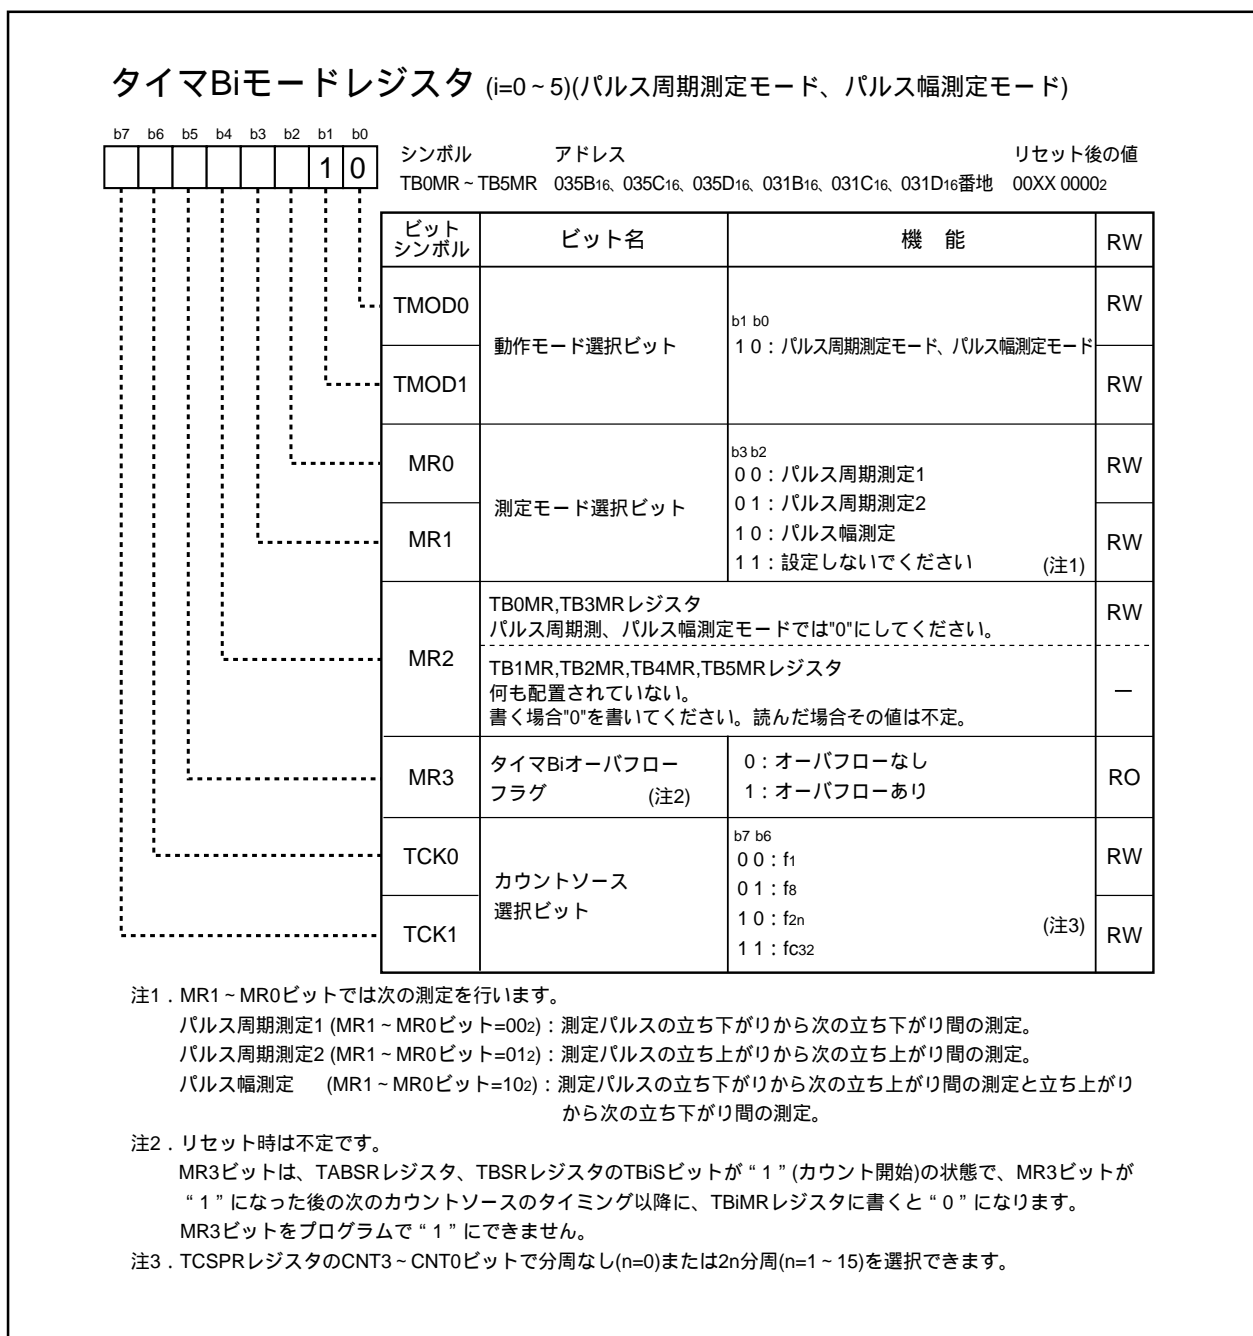 タイマBiモードレジスタ (i=0～5)(パルス周期測定モード、パルス幅測定モード)
b7 b6 b5 b4 b3 b2 b1 b0
1 0
シンボル アドレス リセット後の値
TB0MR～TB5MR 035B16、035C16、035D16、031B16、031C16、031D16番地 00XX 00002
ビット
シンボル
ビット名
機 能
RW
TMOD0
RW
動作モード選択ビット
b1 b0
1 0：パルス周期測定モード、パルス幅測定モード
TMOD1
RW
MR0
RW
測定モード選択ビット
b3 b2
0 0：パルス周期測定1
0 1：パルス周期測定2
1 0：パルス幅測定
1 1：設定しないでください (注1)
MR1
RW
MR2
TB0MR,TB3MRレジスタ
パルス周期測、パルス幅測定モードでは"0"にしてください。
RW
TB1MR,TB2MR,TB4MR,TB5MRレジスタ
何も配置されていない。
書く場合"0"を書いてください。読んだ場合その値は不定。
－
MR3
タイマBiオーバフロー
フラグ (注2)
0：オーバフローなし
1：オーバフローあり
RO
TCK0
RW
カウントソース
選択ビット
b7 b6
0 0：f1
0 1：f8
1 0：f2n (注3)
1 1：fC32
TCK1
RW
注1．MR1～MR0ビットでは次の測定を行います。
パルス周期測定1 (MR1～MR0ビット=002)：測定パルスの立ち下がりから次の立ち下がり間の測定。
パルス周期測定2 (MR1～MR0ビット=012)：測定パルスの立ち上がりから次の立ち上がり間の測定。
パルス幅測定 (MR1～MR0ビット=102)：測定パルスの立ち下がりから次の立ち上がり間の測定と立ち上がり
から次の立ち下がり間の測定。
注2．リセット時は不定です。
MR3ビットは、TABSRレジスタ、TBSRレジスタのTBiSビットが“1”(カウント開始)の状態で、MR3ビットが
“1”になった後の次のカウントソースのタイミング以降に、TBiMRレジスタに書くと“0”になります。
MR3ビットをプログラムで“1”にできません。
注3．TCSPRレジスタのCNT3～CNT0ビットで分周なし(n=0)または2n分周(n=1～15)を選択できます。